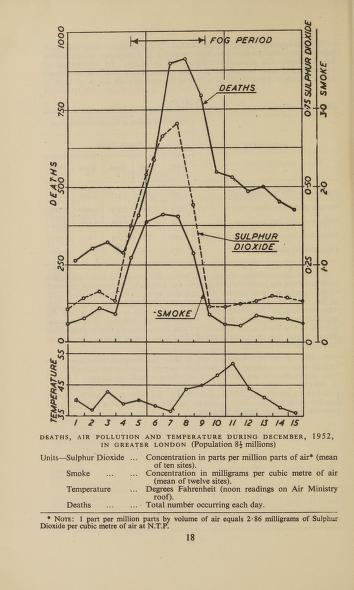 1000
750
500
250
0
DEATHS
FOG PERIOD
DEATHS
SULPHUR
DIOXIDE
SMOKE
0·75 SULPHUR DIOXIDE
0·50
0·25
0
SMOKE
3·0
2·0
1·0
0
TEMPERATURE
55
45
35
1 2 3 4 5 6 7 8 9 10 11 12 13 14 15
DEATHS, AIR POLLUTION AND TEMPERATURE DURING DECEMBER, 1952,
IN GREATER LONDON (Population 8½ millions)
Units—Sulphur Dioxide ... Concentration in parts per million parts of air* (mean
of ten sites).
Smoke ... ... Concentration in milligrams per cubic metre of air
(mean of twelve sites).
Temperature ... Degrees Fahrenheit (noon readings on Air Ministry
roof).
Deaths ... ... Total number occurring each day.
* NOTE: 1 part per million parts by volume of air equals 2·86 milligrams of Sulphur
Dioxide per cubic metre of air at N.T.P.
18